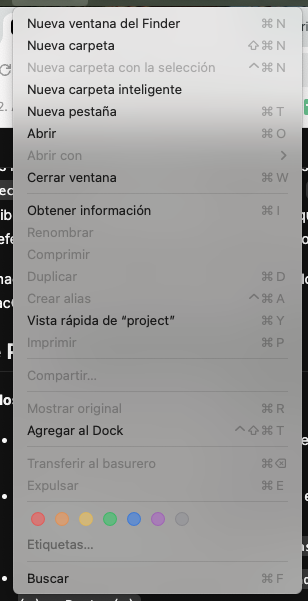 Nueva ventana del Finder ⌘ N
Nueva carpeta ⇧⌘ N
Nueva carpeta con la selección ^⌘ N
Nueva carpeta inteligente
Nueva pestaña ⌘ T
Abrir ⌘ O
Abrir con >
Cerrar ventana ⌘ W
Obtener información ⌘ I
Renombrar
Comprimir
Duplicar ⌘ D
Crear alias ^⌘ A
Vista rápida de “project” ⌘ Y
Imprimir ⌘ P
Compartir...
Mostrar original ⌘ R
Agregar al Dock ^⇧⌘ T
Transferir al basurero ⌘⌫
Expulsar ⌘ E
Etiquetas...
Buscar ⌘ F